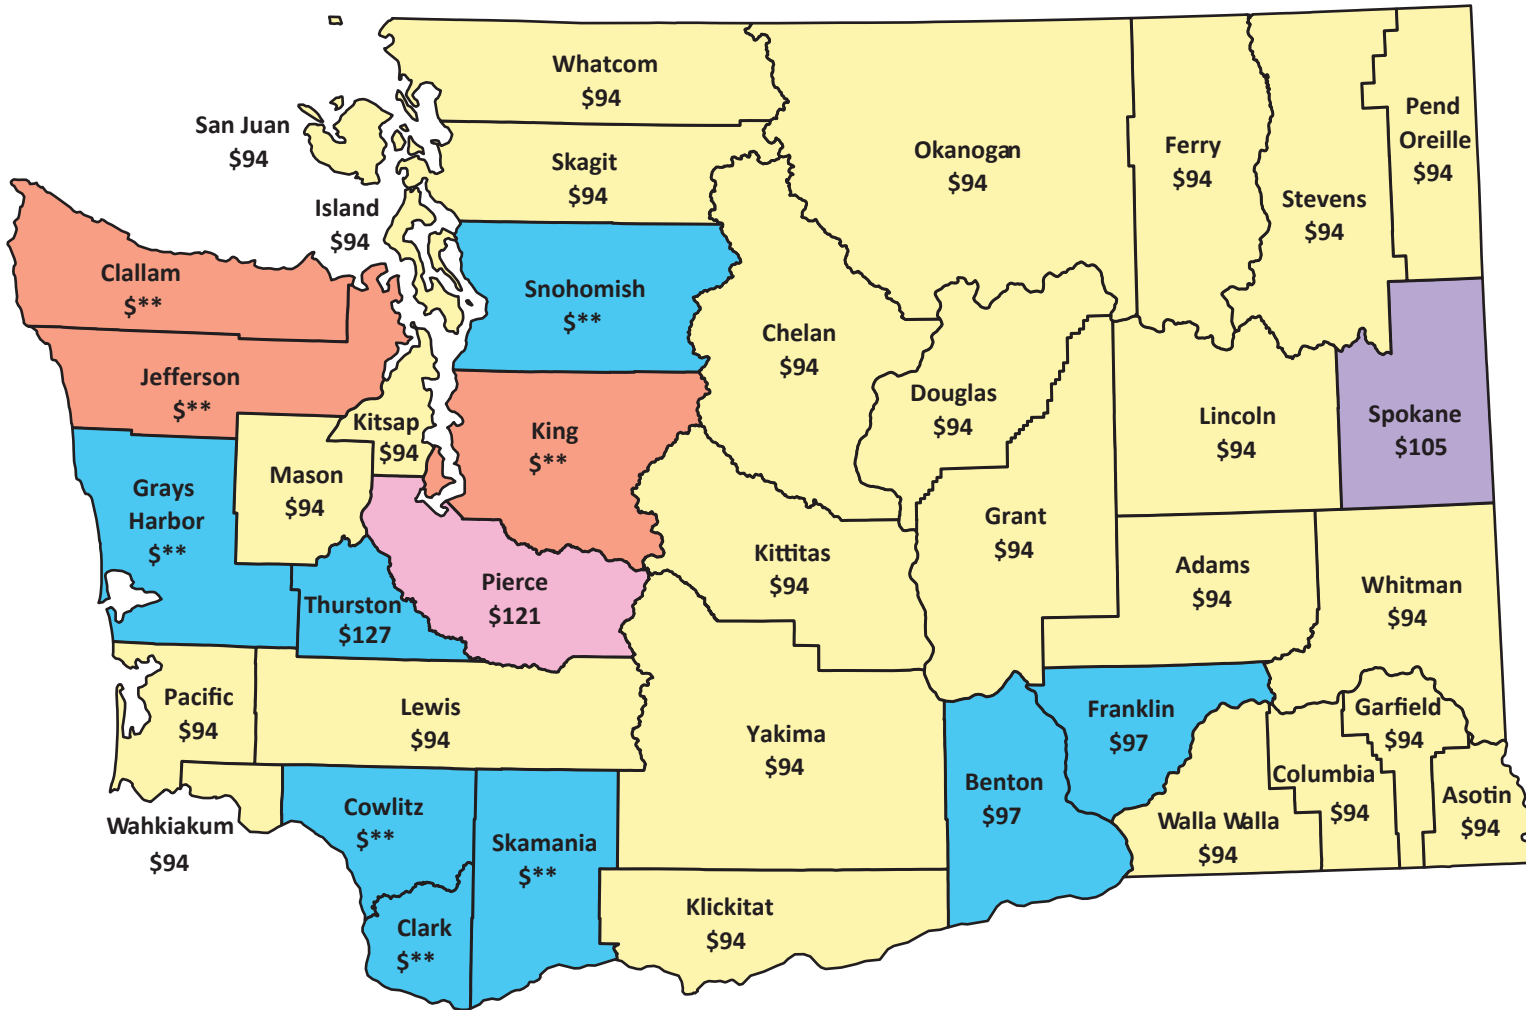 Whatcom
$94
San Juan
$94
Skagit
$94
Island
$94
Okanogan
$94
Ferry
$94
Stevens
$94
Pend
Oreille
$94
Clallam
$**
Snohomish
$**
Chelan
$94
Jefferson
$**
Kitsap
$94
King
$**
Douglas
$94
Lincoln
$94
Spokane
$105
Grays
Harbor
$**
Mason
$94
Grant
$94
Kittitas
$94
Adams
$94
Whitman
$94
Thurston
$127
Pierce
$121
Pacific
$94
Lewis
$94
Yakima
$94
Franklin
$97
Garfield
$94
Benton
$97
Columbia
$94
Asotin
$94
Walla Walla
$94
Wahkiakum
$94
Cowlitz
$**
Skamania
$**
Clark
$**
Klickitat
$94